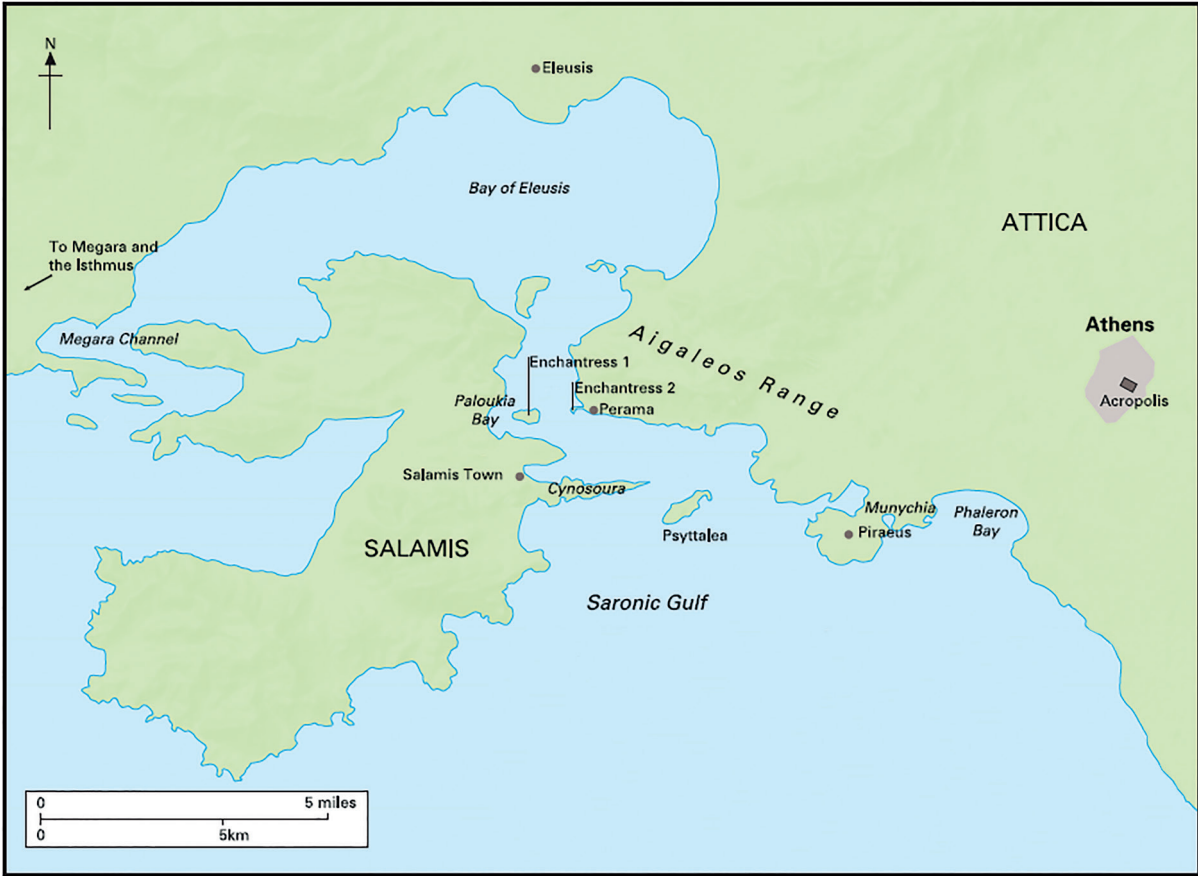 N
Eleusis
Bay of Eleusis
ATTICA
To Megara and
the Isthmus
Athens
Megara Channel
Aigaleos Range
Enchantress 1
Enchantress 2
Acropolis
Paloukia
Bay
Perama
Salamis Town
Cynosoura
Munychia
Phaleron
Bay
Psyttalea
Piraeus
SALAMIS
Saronic Gulf
0 5 miles
0 5km